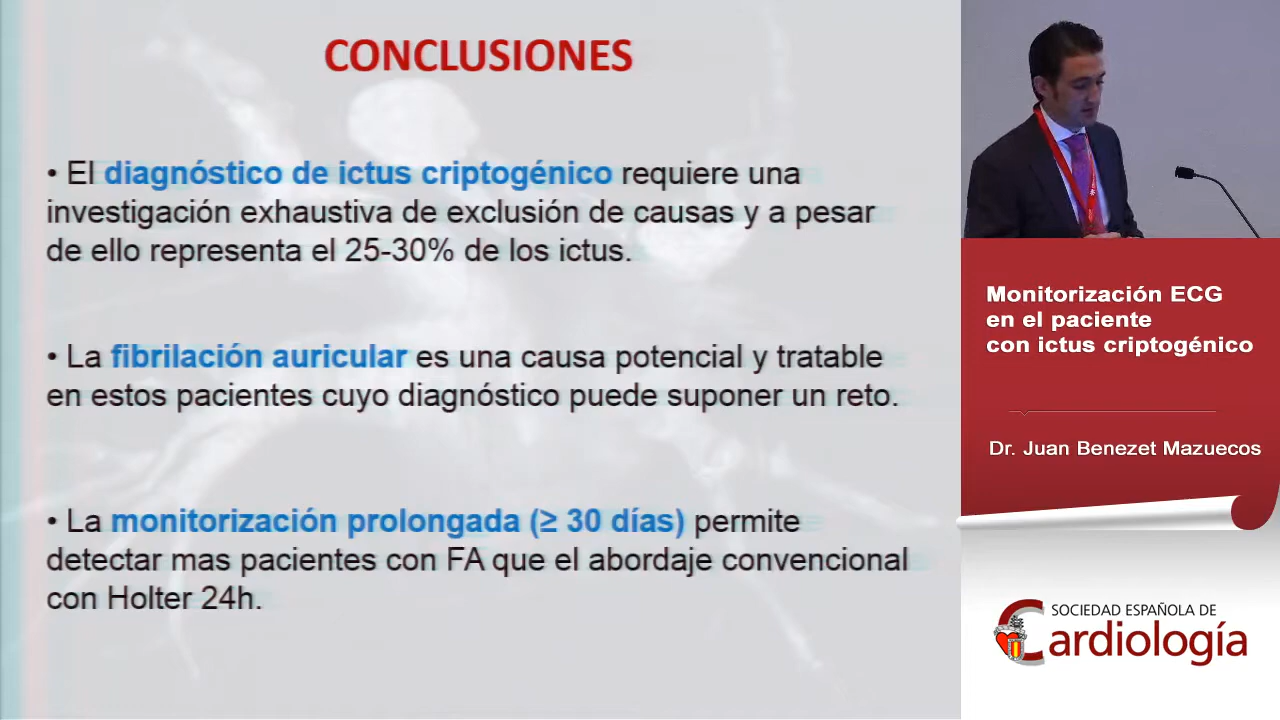 CONCLUSIONES
• El diagnóstico de ictus criptogénico requiere una
investigación exhaustiva de exclusión de causas y a pesar
de ello representa el 25-30% de los ictus.
• La fibrilación auricular es una causa potencial y tratable
en estos pacientes cuyo diagnóstico puede suponer un reto.
• La monitorización prolongada (≥ 30 días) permite
detectar mas pacientes con FA que el abordaje convencional
con Holter 24h.
Monitorización ECG
en el paciente
con ictus criptogénico
Dr. Juan Benezet Mazuecos
SOCIEDAD ESPAÑOLA DE
Cardiología